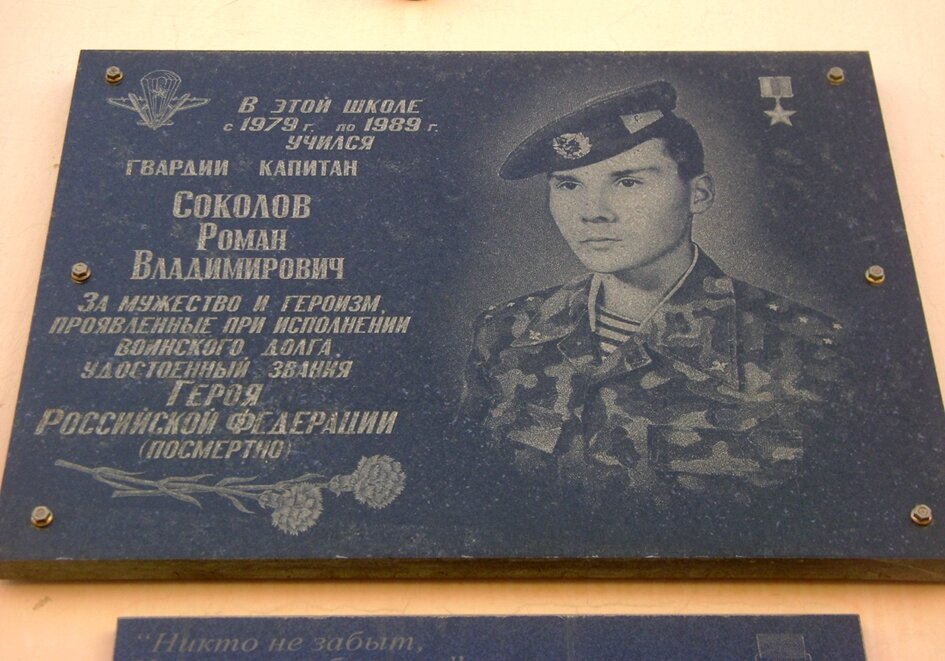 В ЭТОЙ ШКОЛЕ
с 1979 г. по 1989 г.
УЧИЛСЯ
ГВАРДИИ КАПИТАН
СОКОЛОВ
РОМАН
ВЛАДИМИРОВИЧ
ЗА МУЖЕСТВО И ГЕРОИЗМ,
ПРОЯВЛЕННЫЕ ПРИ ИСПОЛНЕНИИ
ВОИНСКОГО ДОЛГА,
УДОСТОЕННЫЙ ЗВАНИЯ
ГЕРОЯ
РОССИЙСКОЙ ФЕДЕРАЦИИ
(ПОСМЕРТНО)
"Никто не забыт,